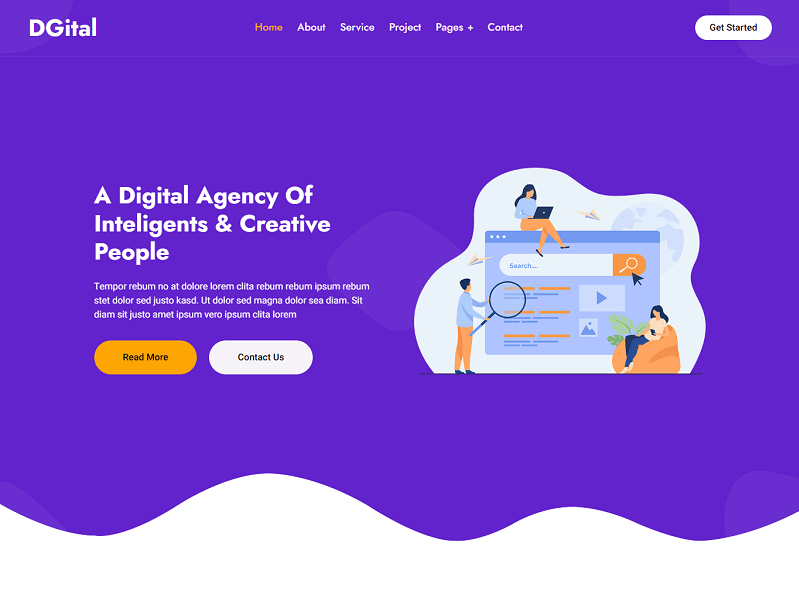 DGital
Home About Service Project Pages + Contact
Get Started
A Digital Agency Of
Inteligents & Creative
People
Tempor rebum no at dolore lorem clita rebum rebum ipsum rebum
stet dolor sed justo kasd. Ut dolor sed magna dolor sea diam. Sit
diam sit justo amet ipsum vero ipsum clita lorem
Read More
Contact Us
Search....